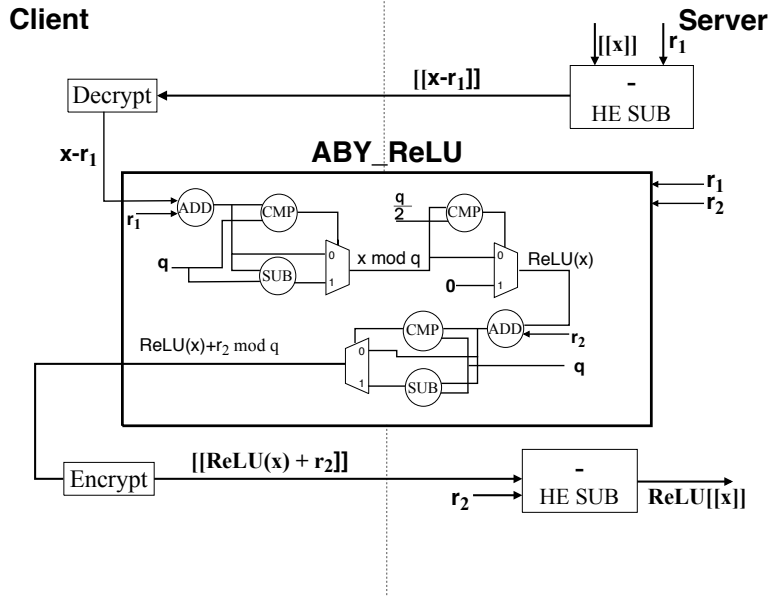 Client
Server
[[x]]
r1
[[x-r1]]
-
HE SUB
Decrypt
x-r1
ABY_ReLU
r1
r2
ADD
r1
CMP
q
SUB
0
1
x mod q
q
2
CMP
0
1
0
ReLU(x)
CMP
ADD
r2
ReLU(x)+r2 mod q
0
1
SUB
q
Encrypt
[[ReLU(x) + r2]]
r2
-
HE SUB
ReLU[[x]]